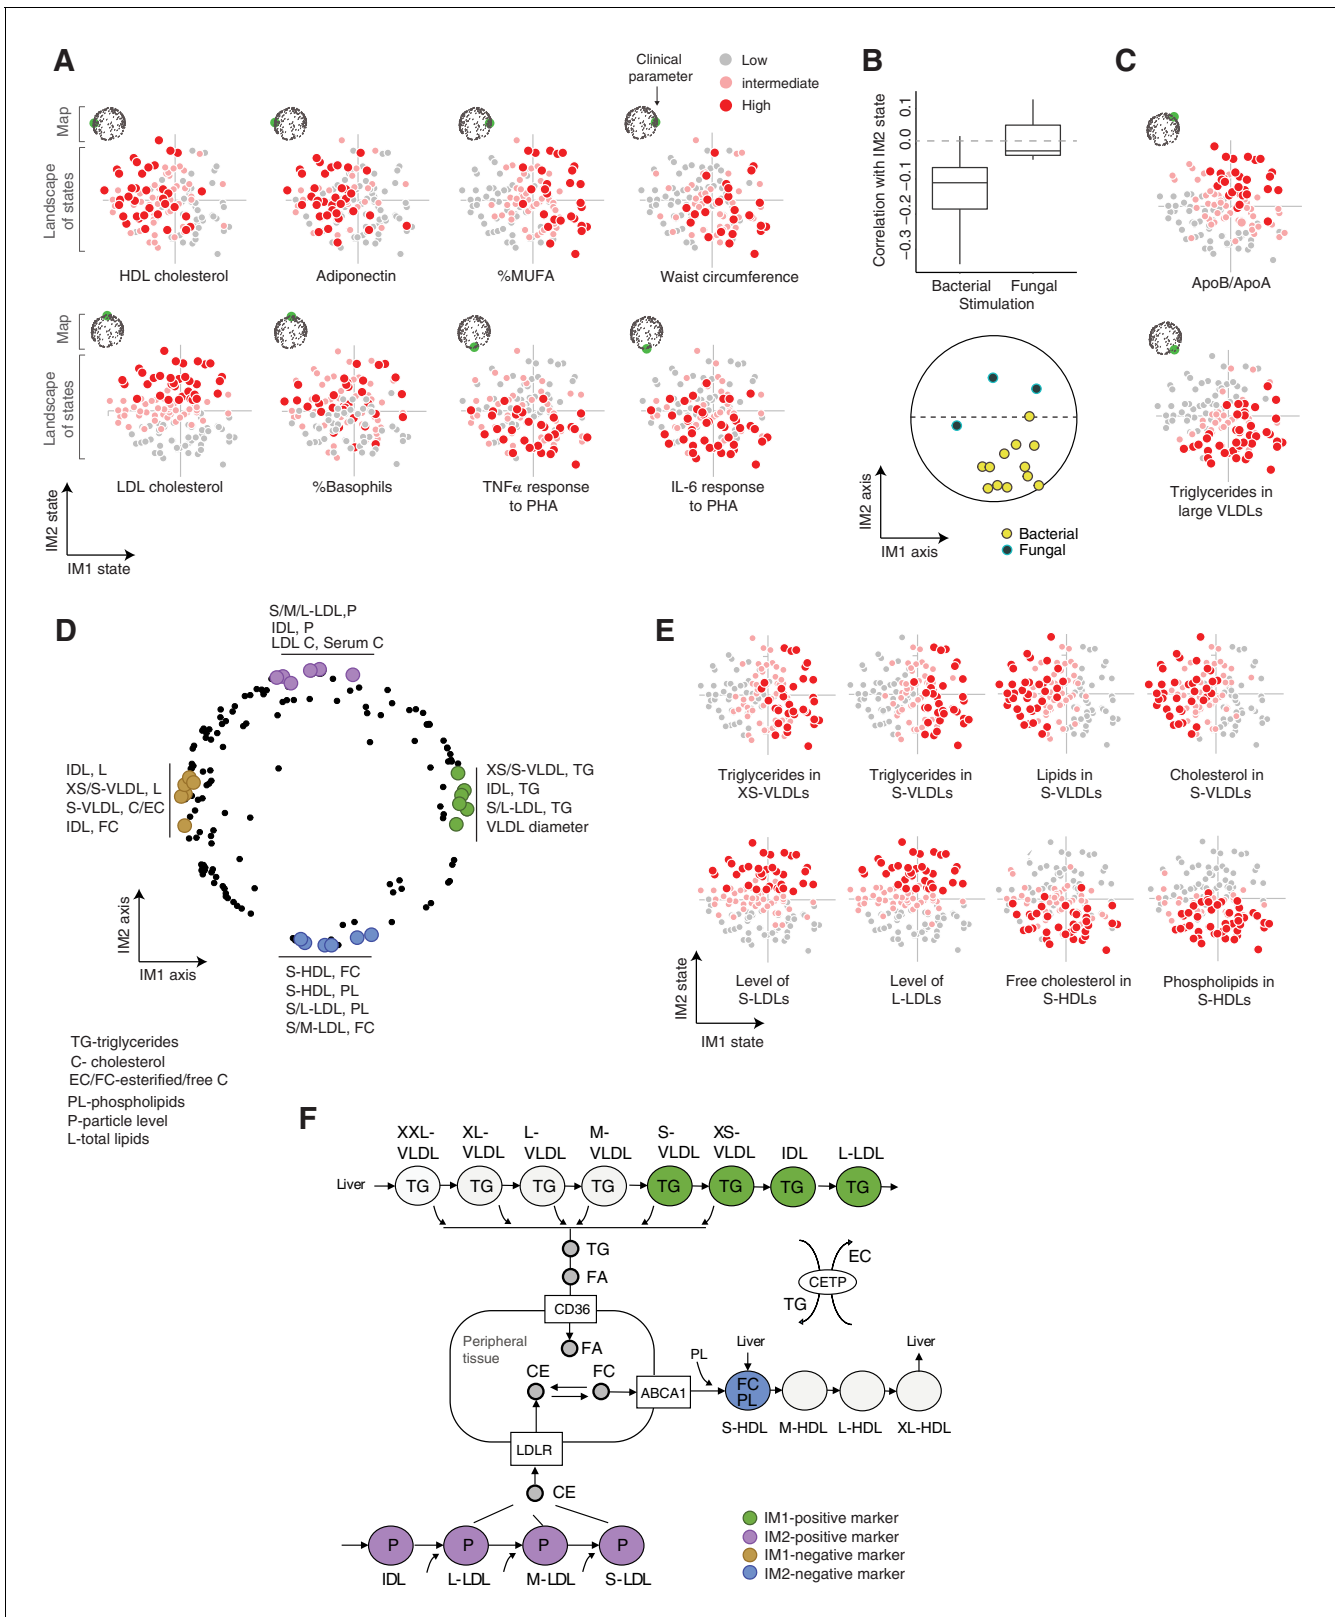 A
Clinical
parameter
Low
intermediate
High
Map
Landscape
of states
HDL cholesterol
Adiponectin
%MUFA
Waist circumference
Map
Landscape
of states
LDL cholesterol
%Basophils
TNFα response
to PHA
IL-6 response
to PHA
IM2 state
IM1 state
B
Correlation with IM2 state
0.1
0.0
−0.1
−0.2
−0.3
Bacterial
Fungal
Stimulation
IM2 axis
IM1 axis
Bacterial
Fungal
C
ApoB/ApoA
Triglycerides in
large VLDLs
D
S/M/L-LDL,P
IDL, P
LDL C, Serum C
IDL, L
XS/S-VLDL, L
S-VLDL, C/EC
IDL, FC
XS/S-VLDL, TG
IDL, TG
S/L-LDL, TG
VLDL diameter
IM2 axis
IM1 axis
S-HDL, FC
S-HDL, PL
S/L-LDL, PL
S/M-LDL, FC
TG-triglycerides
C- cholesterol
EC/FC-esterified/free C
PL-phospholipids
P-particle level
L-total lipids
E
Triglycerides in
XS-VLDLs
Triglycerides in
S-VLDLs
Lipids in
S-VLDLs
Cholesterol in
S-VLDLs
Level of
S-LDLs
Level of
L-LDLs
Free cholesterol in
S-HDLs
Phospholipids in
S-HDLs
IM2 state
IM1 state
F
XXL-
VLDL
XL-
VLDL
L-
VLDL
M-
VLDL
S-
VLDL
XS-
VLDL
IDL
L-LDL
Liver
TG
TG
TG
TG
TG
TG
TG
TG
TG
FA
CD36
FA
Peripheral
tissue
CE
FC
ABCA1
LDLR
CE
EC
CETP
TG
PL
Liver
Liver
FC
PL
S-HDL
M-HDL
L-HDL
XL-HDL
P
P
P
P
IDL
L-LDL
M-LDL
S-LDL
IM1-positive marker
IM2-positive marker
IM1-negative marker
IM2-negative marker